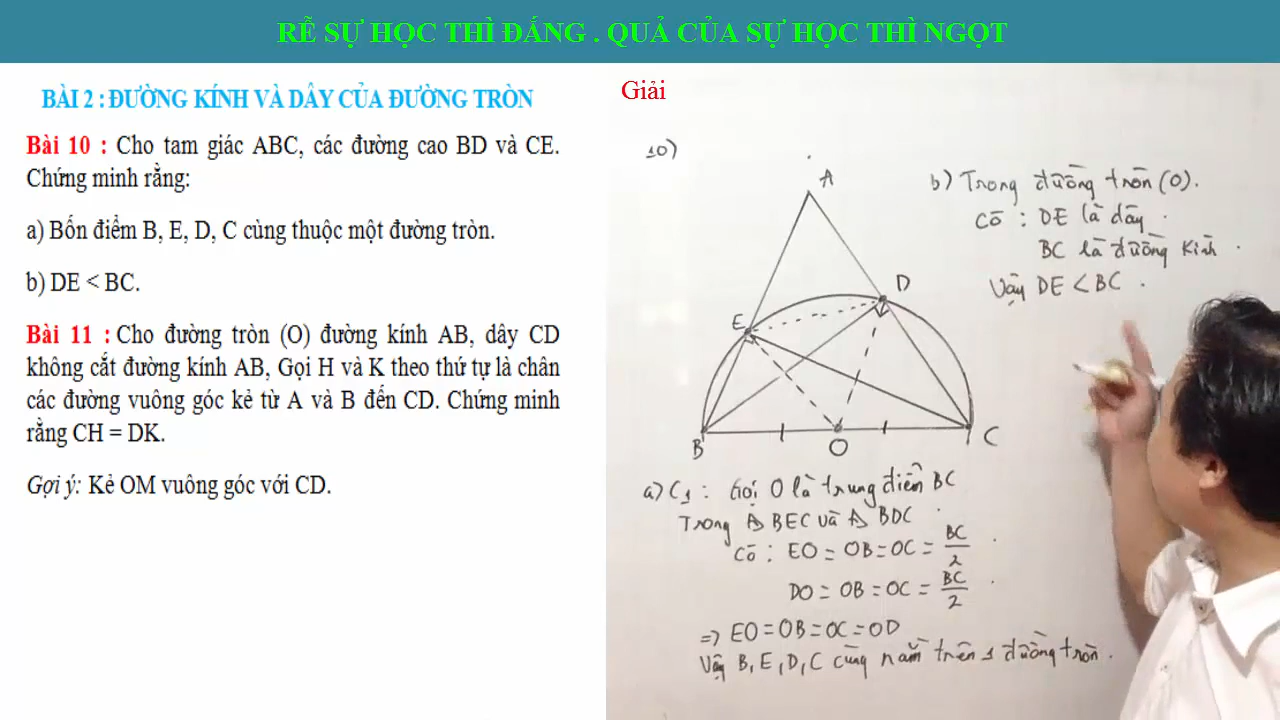 RỄ SỰ HỌC THÌ ĐẮNG . QUẢ CỦA SỰ HỌC THÌ NGỌT
BÀI 2 : ĐƯỜNG KÍNH VÀ DÂY CỦA ĐƯỜNG TRÒN
Bài 10 : Cho tam giác ABC, các đường cao BD và CE.
Chứng minh rằng:
a) Bốn điểm B, E, D, C cùng thuộc một đường tròn.
b) DE < BC.
Bài 11 : Cho đường tròn (O) đường kính AB, dây CD
không cắt đường kính AB, Gọi H và K theo thứ tự là chân
các đường vuông góc kẻ từ A và B đến CD. Chứng minh
rằng CH = DK.
Gợi ý: Kẻ OM vuông góc với CD.
Giải
10)
A
D
E
B
O
C
a) C1 : Gọi O là trung điểm BC
Trong Δ BEC và Δ BDC
Có : EO = OB = OC = BC/2
DO = OB = OC = BC/2
=> EO = OB = OC = OD
Vậy B, E, D, C cùng nằm trên 1 đường tròn.
b) Trong đường tròn (O).
Có : DE là dây
BC là đường kính
Vậy DE < BC .